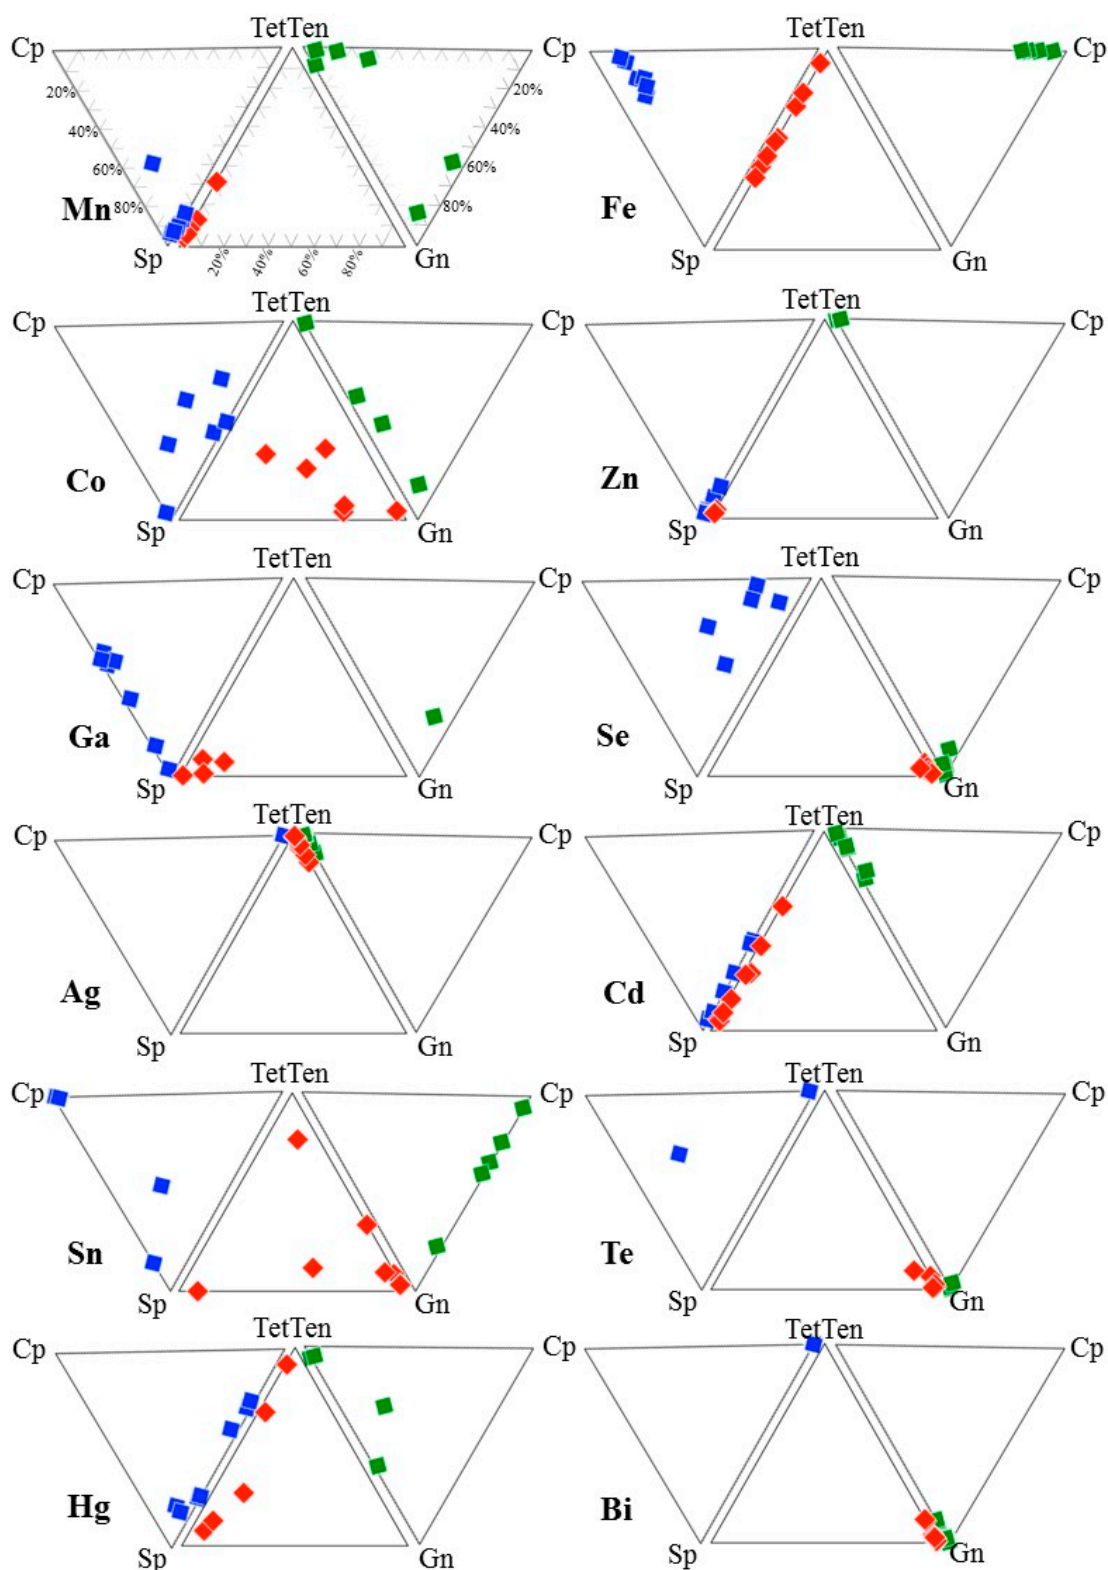 TetTen
Cp
20%
40%
60%
80%
Mn
Sp
20%
40%
60%
80%
Gn
20%
40%
60%
80%
TetTen
Cp
Cp
Fe
Sp
Gn
TetTen
Cp
Cp
Co
Sp
Gn
TetTen
Cp
Zn
Sp
Gn
TetTen
Cp
Cp
Ga
Sp
Gn
TetTen
Cp
Se
Sp
Gn
TetTen
Cp
Cp
Ag
Sp
Gn
TetTen
Cp
Cd
Sp
Gn
TetTen
Cp
Cp
Sn
Sp
Gn
TetTen
Cp
Te
Sp
Gn
TetTen
Cp
Cp
Hg
Sp
Gn
TetTen
Cp
Bi
Sp
Gn